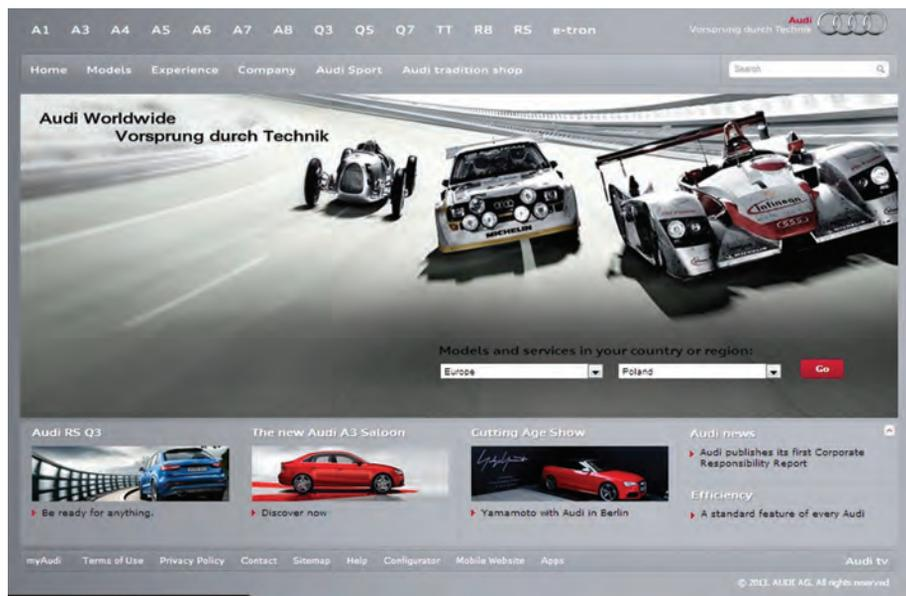 A1 A3 A4 A5 A6 A7 A8 Q3 Q5 Q7 TT R8 RS e-tron
Audi
Vorsprung durch Technik
Home Models Experience Company Audi Sport Audi tradition shop
Search
Audi Worldwide
Vorsprung durch Technik
Infineon
MICHELIN
Models and services in your country or region:
Europe Poland Go
Audi RS Q3 The new Audi A3 Saloon Cutting Age Show Audi news
Audi publishes its first Corporate
Responsibility Report
Efficiency
Be ready for anything. Discover now Yamamoto with Audi in Berlin A standard feature of every Audi
myAudi Terms of Use Privacy Policy Contact Sitemap Help Configurator Mobile Website Apps Audi tv
© 2013. AUDI AG. All rights reserved